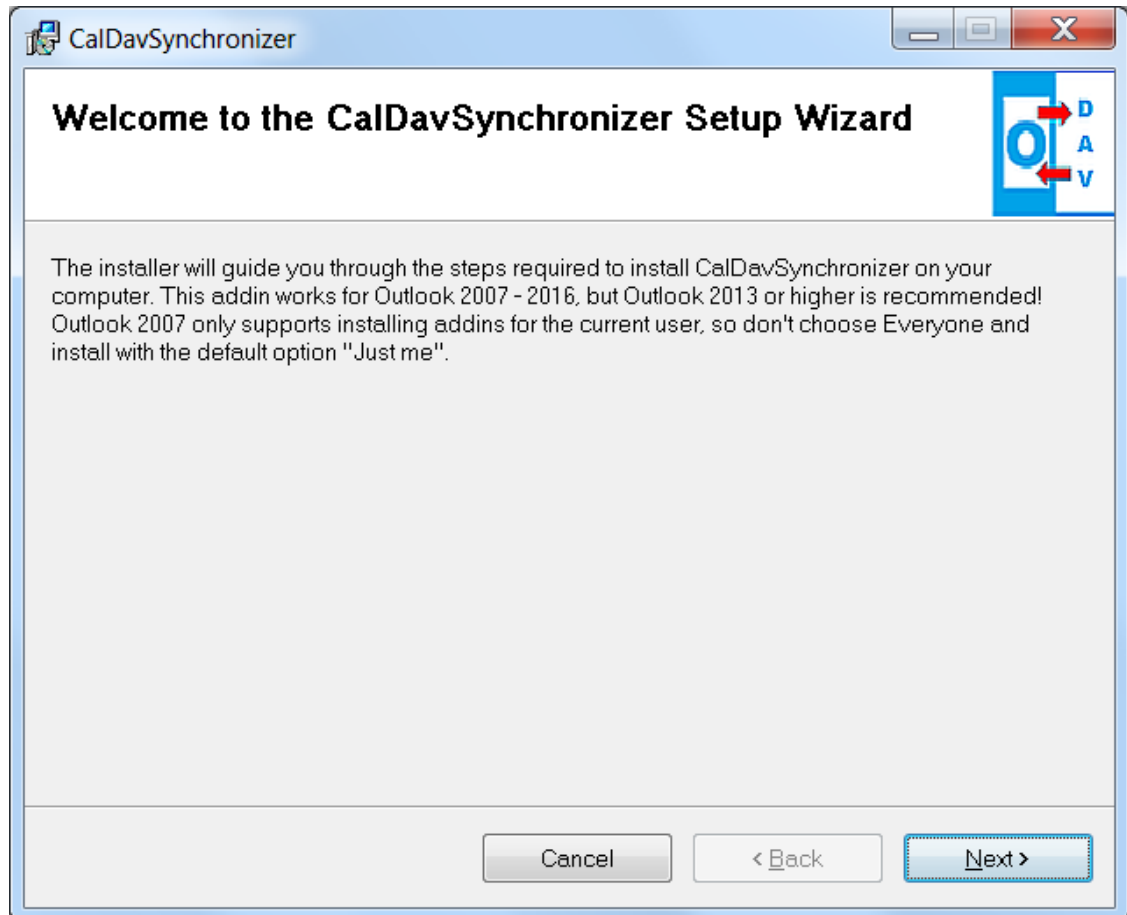 CalDavSynchronizer
X
Welcome to the CalDavSynchronizer Setup Wizard
O
D
A
V
The installer will guide you through the steps required to install CalDavSynchronizer on your
computer. This addin works for Outlook 2007 - 2016, but Outlook 2013 or higher is recommended!
Outlook 2007 only supports installing addins for the current user, so don't choose Everyone and
install with the default option "Just me".
Cancel
< Back
Next >